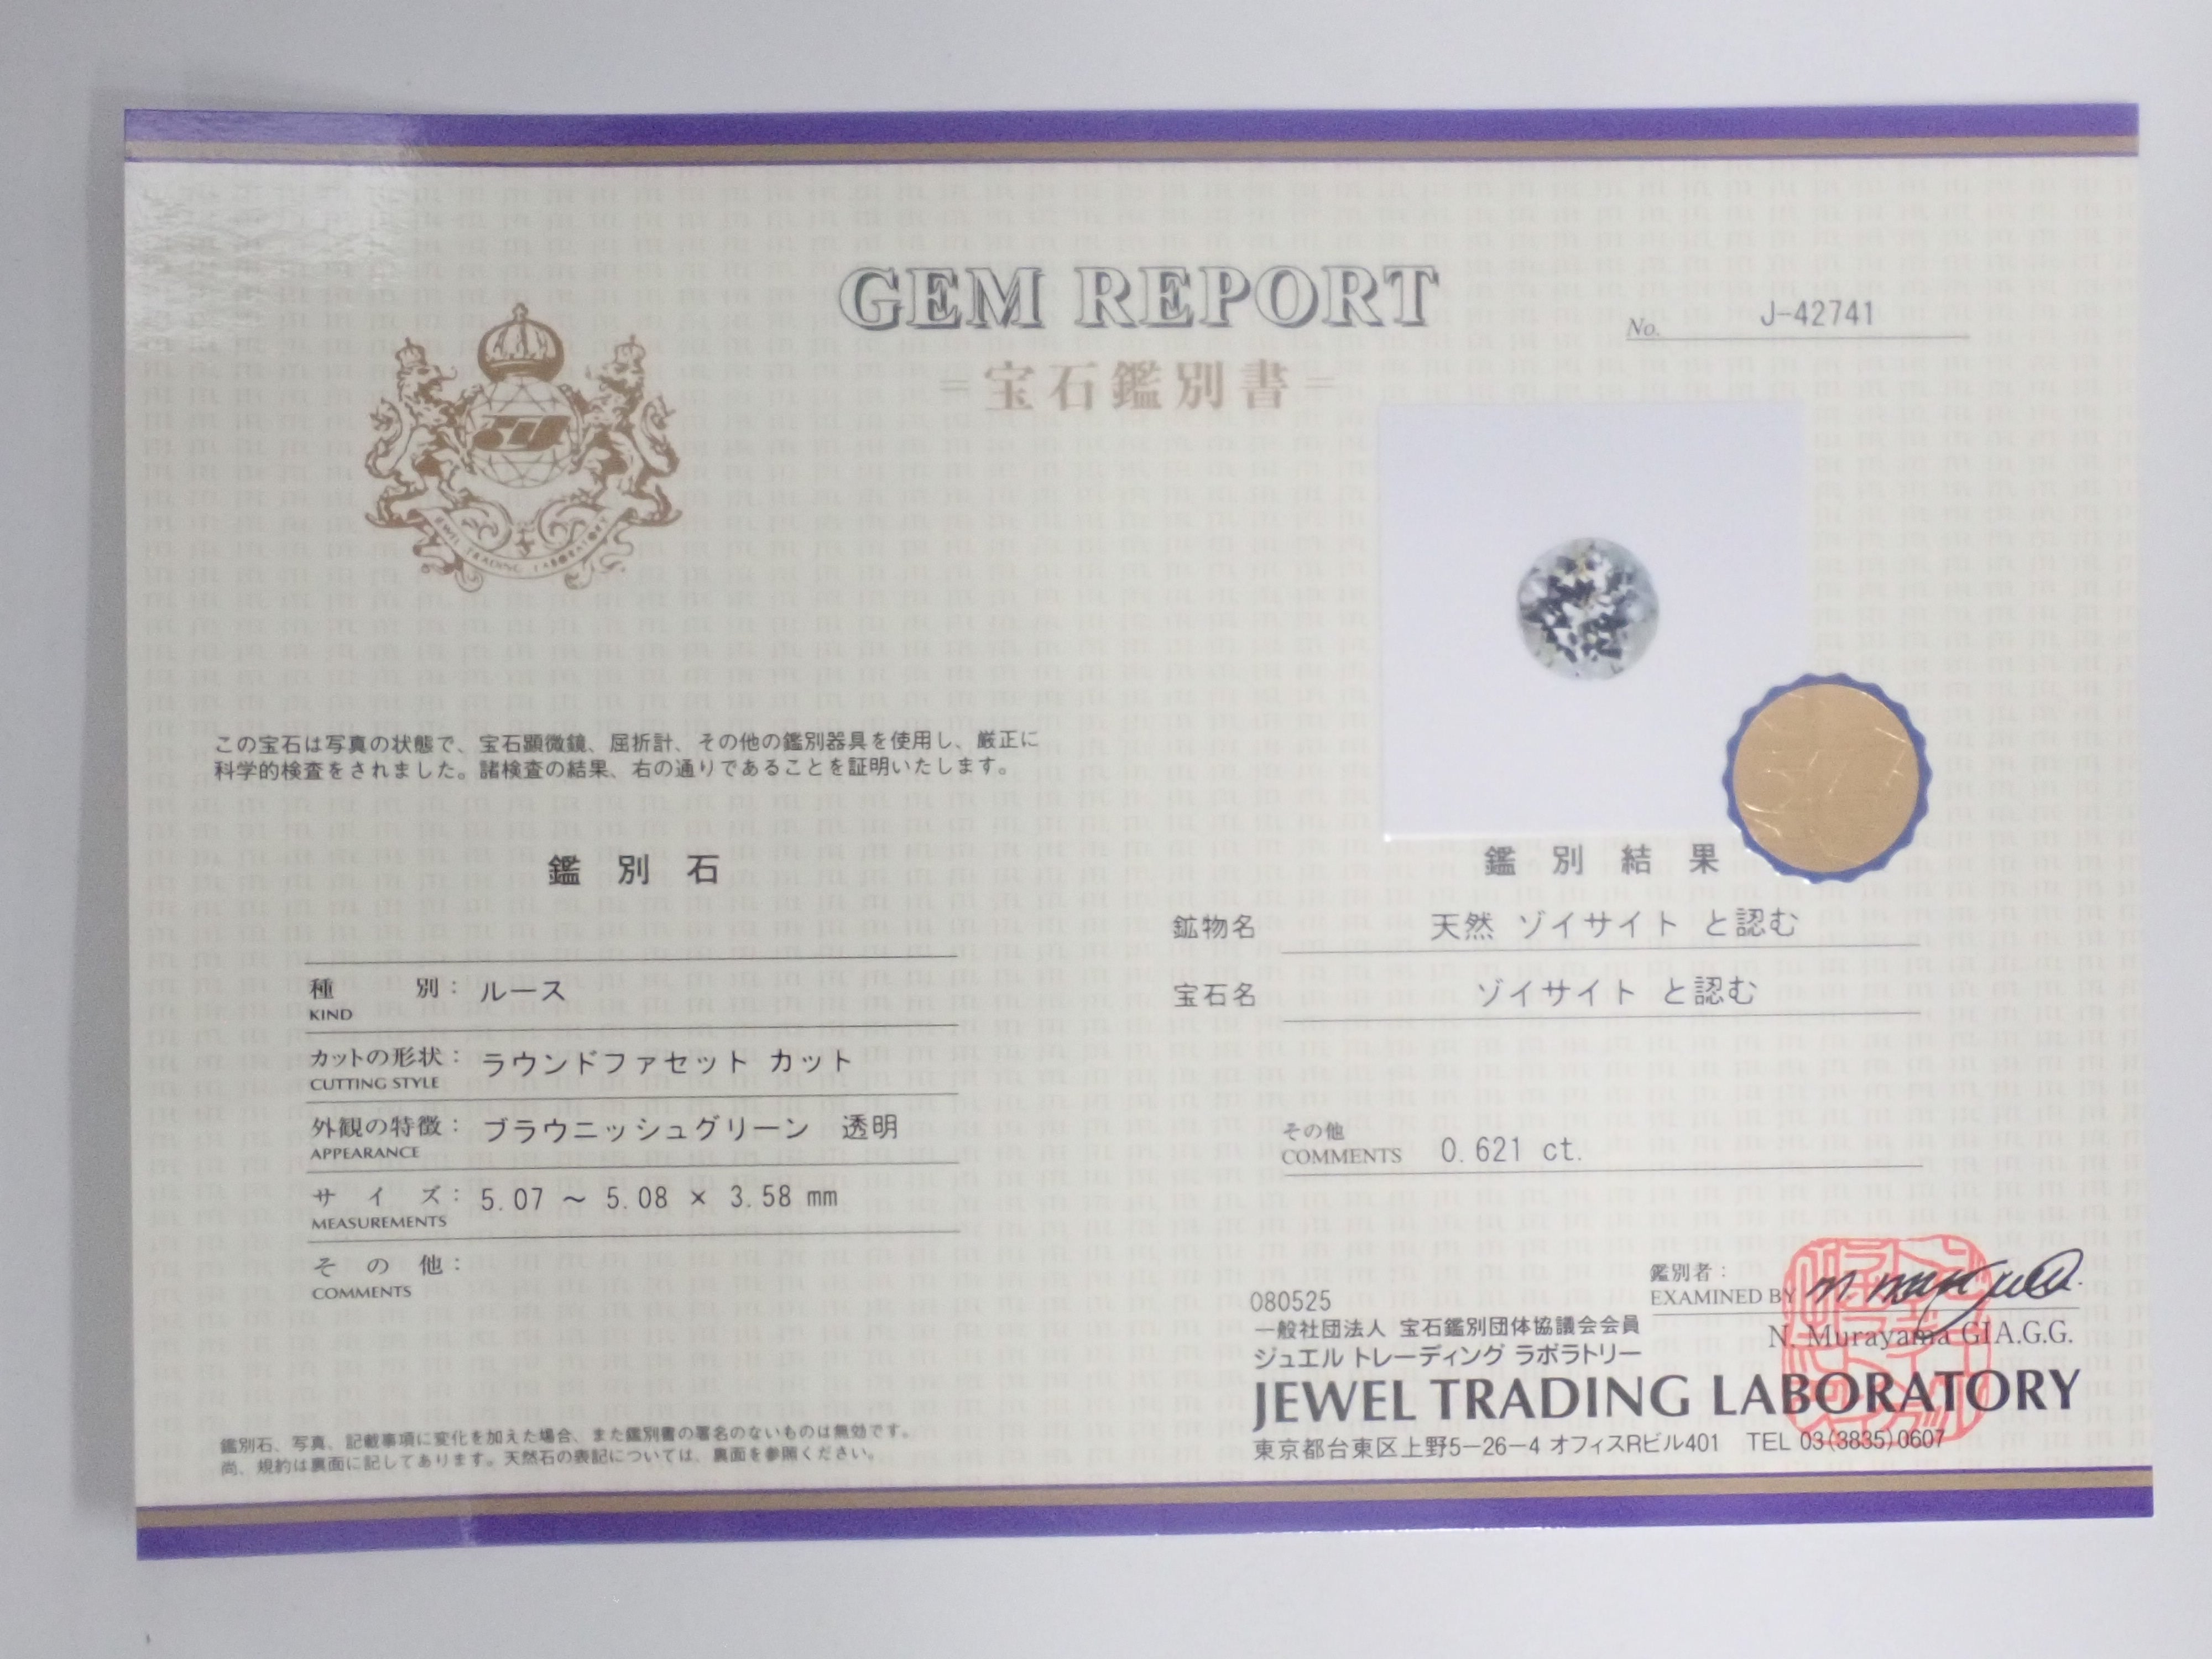 GEM REPORT
=宝石鑑別書=
No. J-42741
JEWEL TRADING LABORATORY
この宝石は写真の状態で、宝石顕微鏡、屈折計、その他の鑑別器具を使用し、厳正に
科学的検査をされました。諸検査の結果、右の通りであることを証明いたします。
鑑別石
種別: ルース
KIND
カットの形状: ラウンドファセット カット
CUTTING STYLE
外観の特徴: ブラウニッシュグリーン 透明
APPEARANCE
サイズ: 5.07 ~ 5.08 × 3.58 mm
MEASUREMENTS
その他:
COMMENTS
鑑別石、写真、記載事項に変化を加えた場合、また鑑別書の署名のないものは無効です。
尚、規約は裏面に記してあります。天然石の表記については、裏面を参照ください。
鑑別結果
鉱物名 天然 ゾイサイト と認む
宝石名 ゾイサイト と認む
その他
COMMENTS 0.621 ct.
鑑別者:
EXAMINED BY
N. Murayama GIA.G.G.
080525
一般社団法人 宝石鑑別団体協議会会員
ジュエル トレーディング ラボラトリー
JEWEL TRADING LABORATORY
東京都台東区上野5-26-4 オフィスRビル401 TEL 03(3835)0607